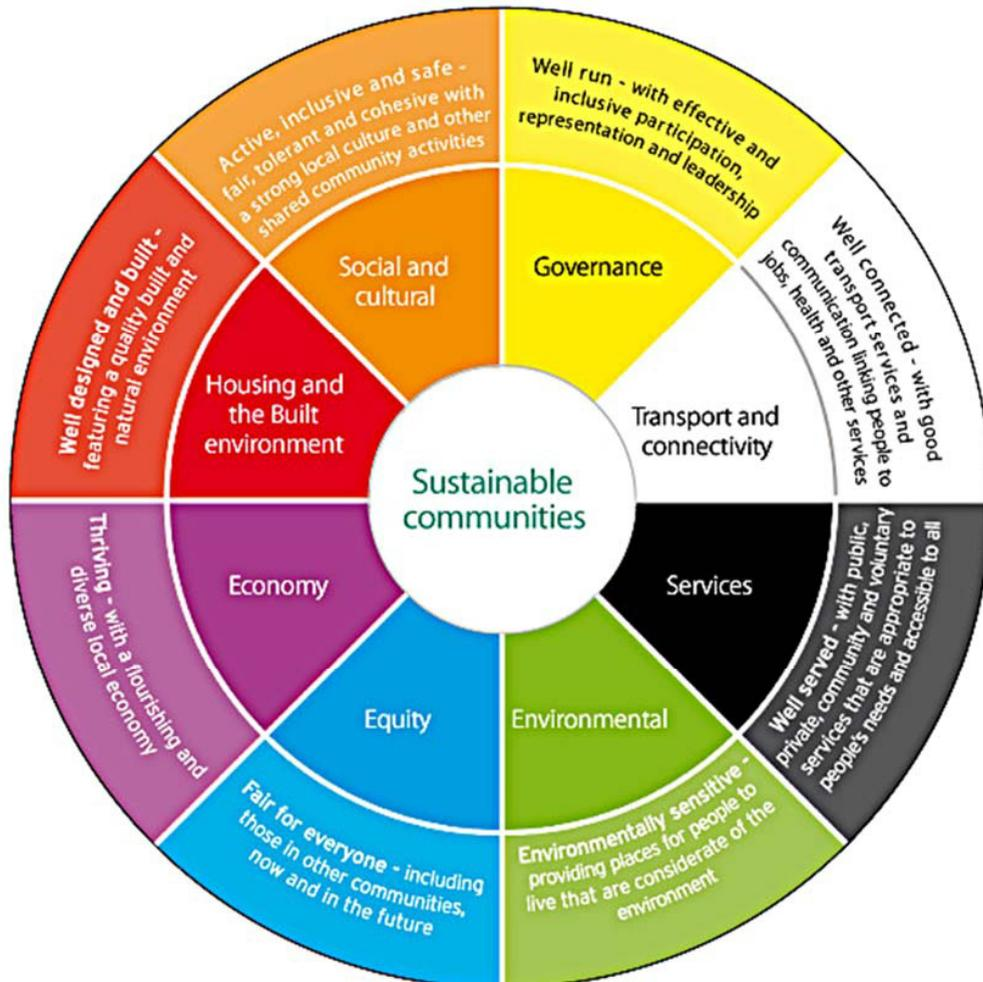 Sustainable
communities
Governance
Well run - with effective and
inclusive participation,
representation and leadership
Transport and
connectivity
Well connected - with good
transport services and
communication linking people to
jobs, health and other services
Services
Well served - with public,
private, community and voluntary
services that are appropriate to
people's needs and accessible to all
Environmental
Environmentally sensitive -
providing places for people to
live that are considerate of the
environment
Equity
Fair for everyone - including
those in other communities,
now and in the future
Economy
Thriving - with a flourishing and
diverse local economy
Housing and
the Built
environment
Well designed and built -
featuring a quality built and
natural environment
Social and
cultural
Active, inclusive and safe -
fair, tolerant and cohesive with
a strong local culture and other
shared community activities